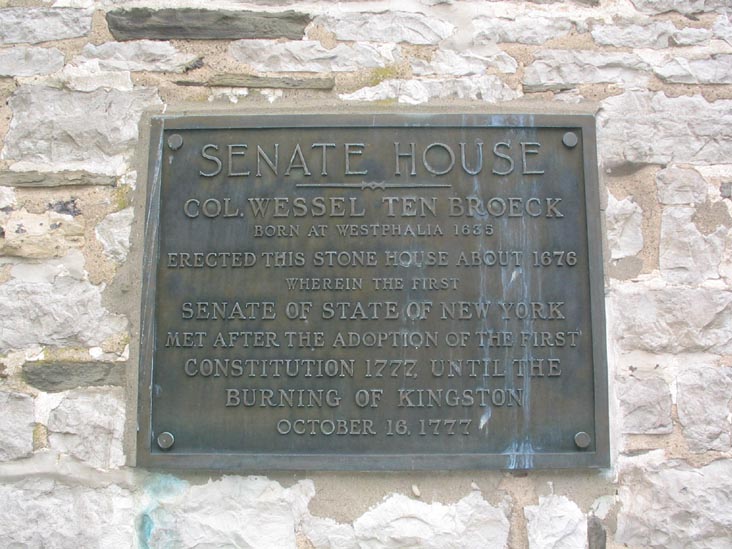 SENATE HOUSE
COL. WESSEL TEN BROECK
BORN AT WESTPHALIA 1635
ERECTED THIS STONE HOUSE ABOUT 1676
WHEREIN THE FIRST
SENATE OF STATE OF NEW YORK
MET AFTER THE ADOPTION OF THE FIRST
CONSTITUTION 1777, UNTIL THE
BURNING OF KINGSTON
OCTOBER 16, 1777